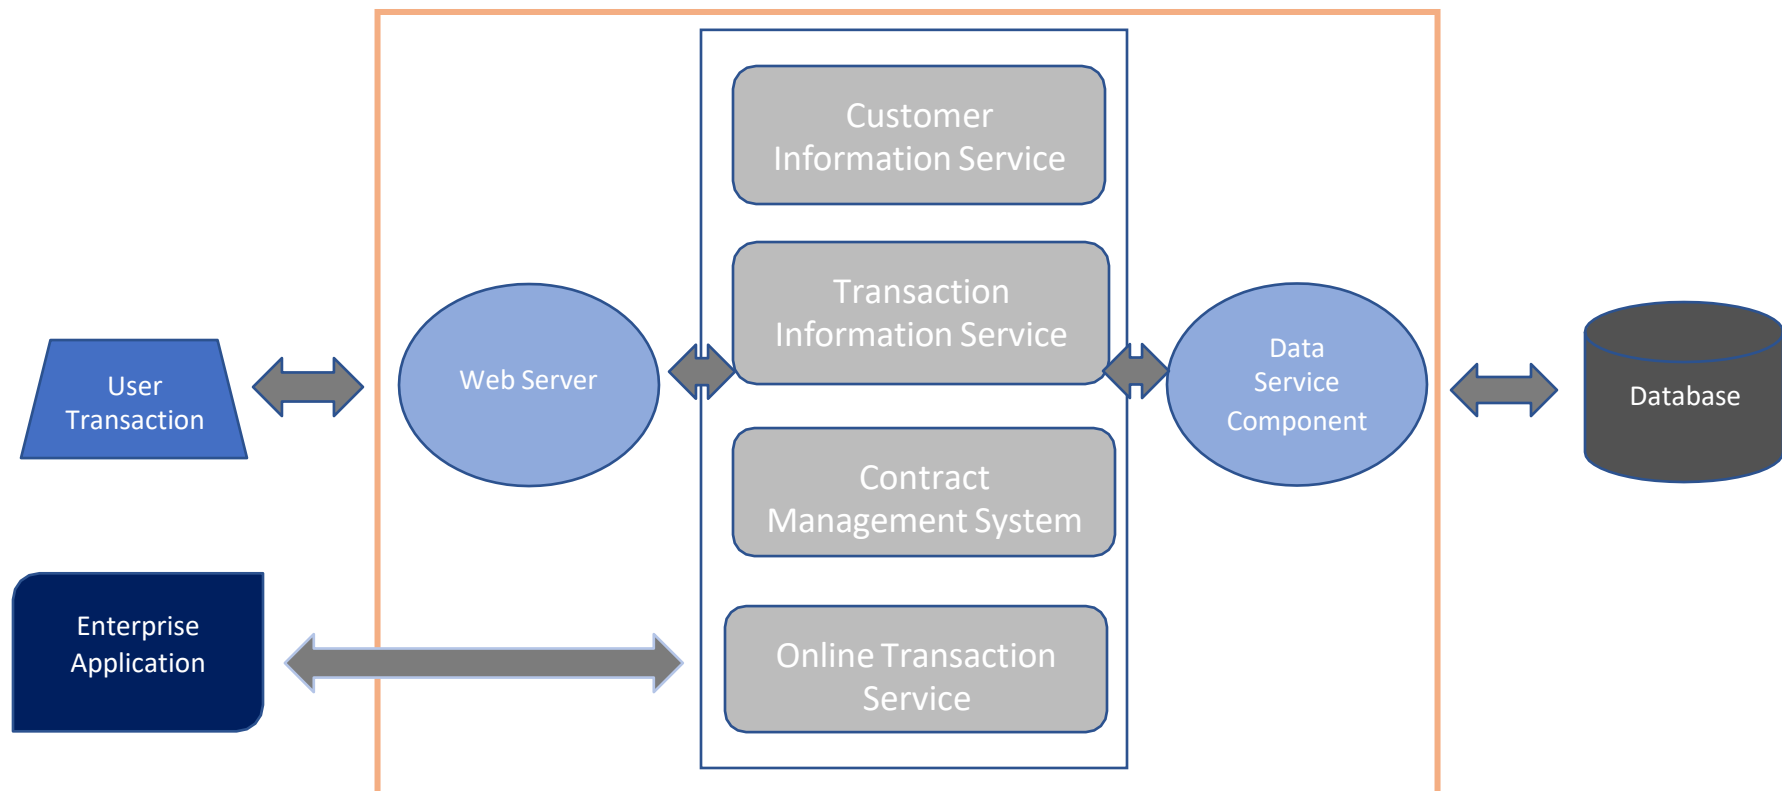 Customer
Information Service
Transaction
Information Service
Contract
Management System
Online Transaction
Service
User
Transaction
Web Server
Data
Service
Component
Database
Enterprise
Application